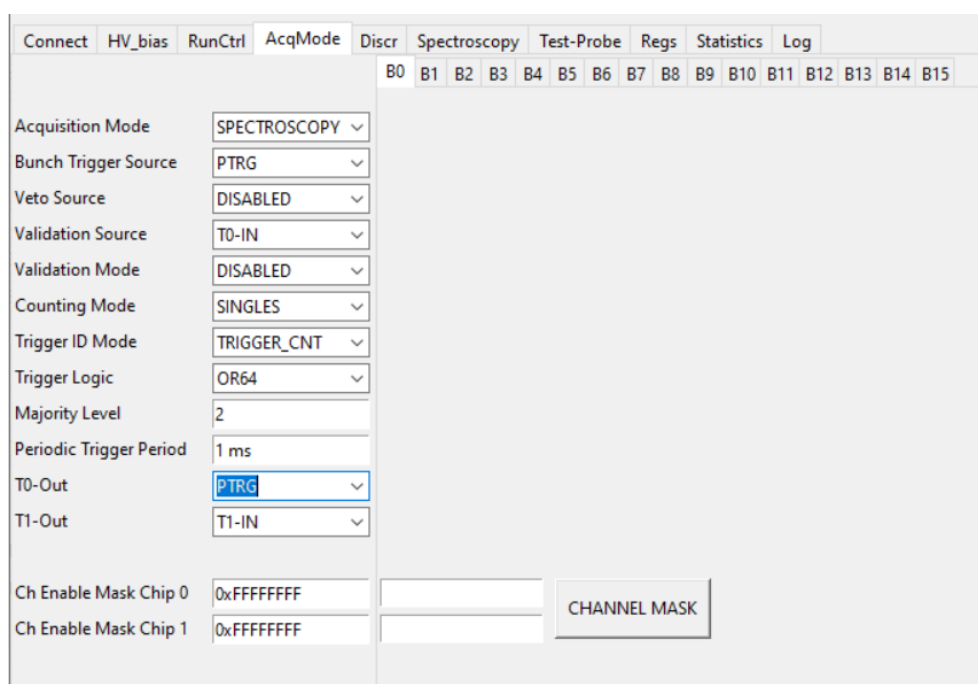 Connect HV_bias RunCtrl AcqMode Discr Spectroscopy Test-Probe Regs Statistics Log
B0 B1 B2 B3 B4 B5 B6 B7 B8 B9 B10 B11 B12 B13 B14 B15
Acquisition Mode SPECTROSCOPY
Bunch Trigger Source PTRG
Veto Source DISABLED
Validation Source T0-IN
Validation Mode DISABLED
Counting Mode SINGLES
Trigger ID Mode TRIGGER_CNT
Trigger Logic OR64
Majority Level 2
Periodic Trigger Period 1 ms
T0-Out PTRG
T1-Out T1-IN
Ch Enable Mask Chip 0 0xFFFFFFFF
CHANNEL MASK
Ch Enable Mask Chip 1 0xFFFFFFFF